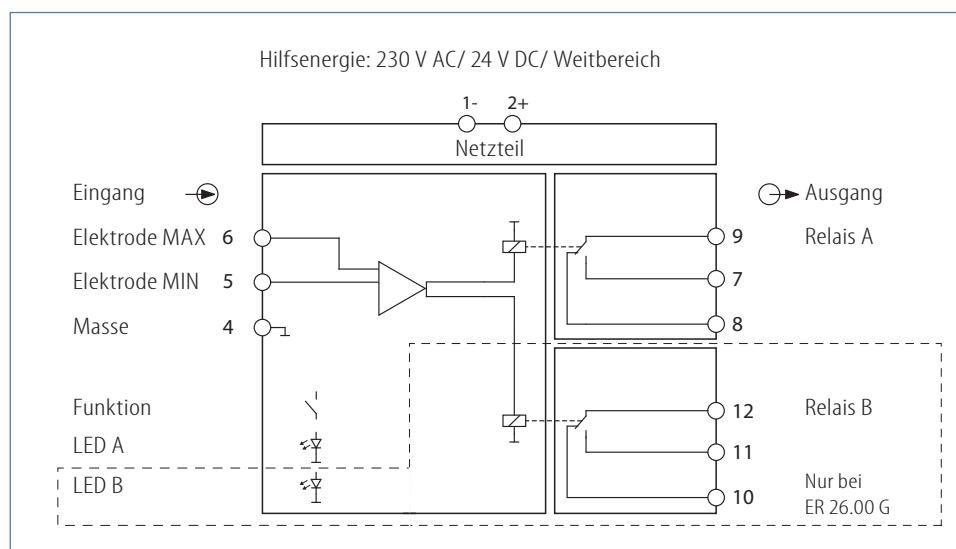 Hilfsenergie: 230 V AC/ 24 V DC/ Weitbereich
1- 2+
Netzteil
Eingang Ausgang
Elektrode MAX 6 9 Relais A
Elektrode MIN 5 7
Masse 4 8
Funktion 12 Relais B
LED A 11
LED B 10 Nur bei
ER 26.00 G